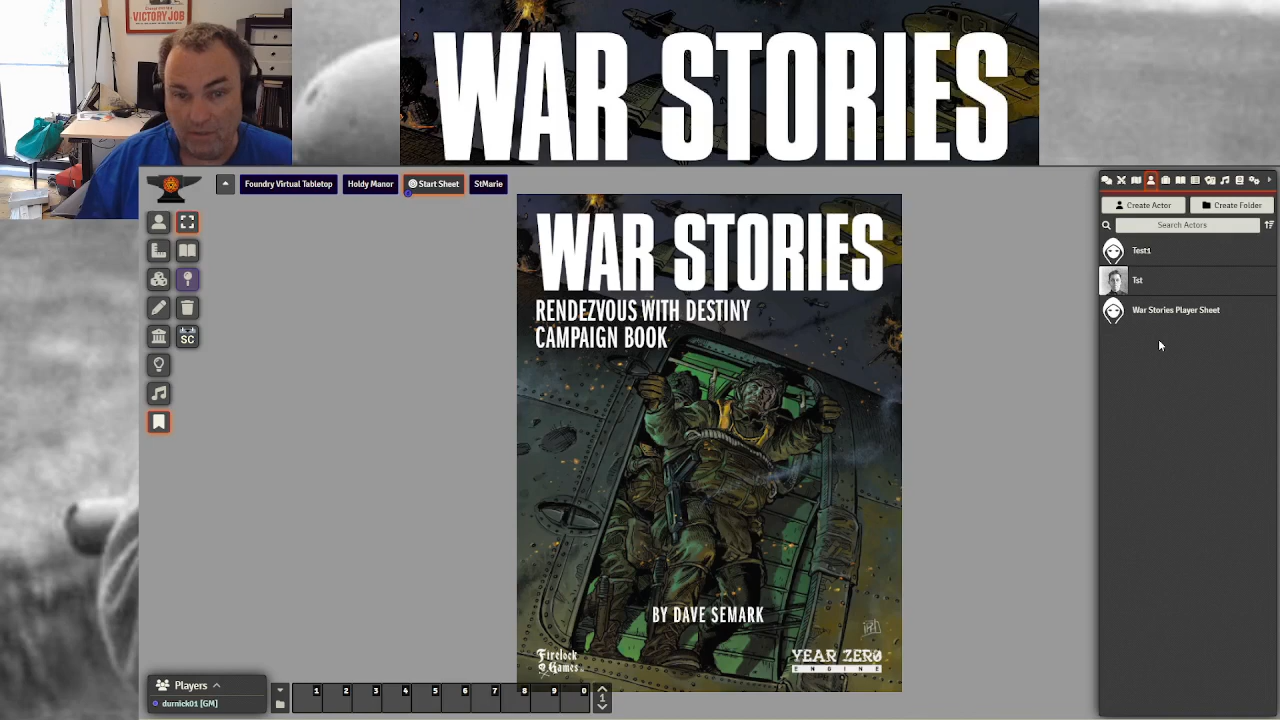 VICTORY JOB
WAR STORIES
Foundry Virtual Tabletop
Holdy Manor
Start Sheet
StMarie
Create Actor
Create Folder
Search Actors
Test1
Tst
War Stories Player Sheet
SC
WAR STORIES
RENDEZVOUS WITH DESTINY
CAMPAIGN BOOK
BY DAVE SEMARK
Firelock
Games
YEAR ZERO
ENGINE
Players
durnick01 [GM]
1 2 3 4 5 6 7 8 9 0
1